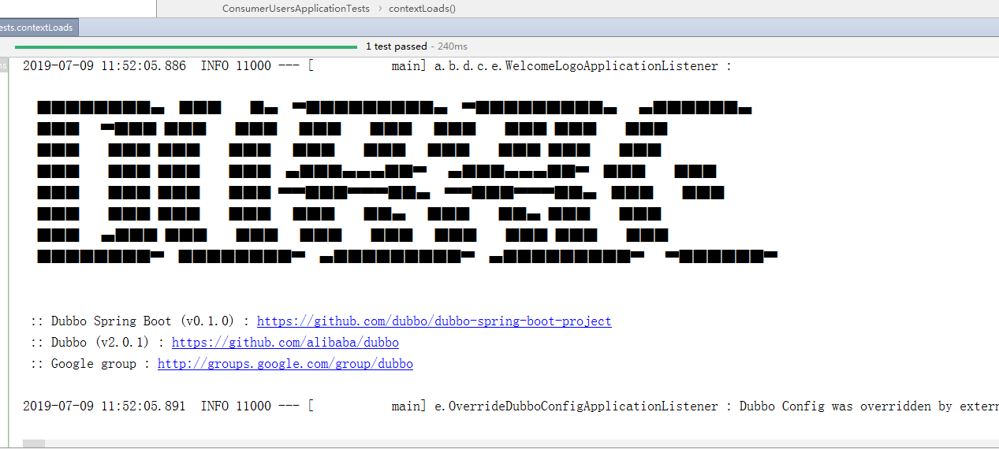 ConsumerUsersApplicationTests › contextLoads()
ests.contextLoads
1 test passed - 240ms
ms
2019-07-09 11:52:05.886  INFO 11000 --- [           main] a.b.d.c.e.WelcomeLogoApplicationListener :
:: Dubbo Spring Boot (v0.1.0) : https://github.com/dubbo/dubbo-spring-boot-project
:: Dubbo (v2.0.1) : https://github.com/alibaba/dubbo
:: Google group : http://groups.google.com/group/dubbo
2019-07-09 11:52:05.891  INFO 11000 --- [           main] e.OverrideDubboConfigApplicationListener : Dubbo Config was overridden by extern